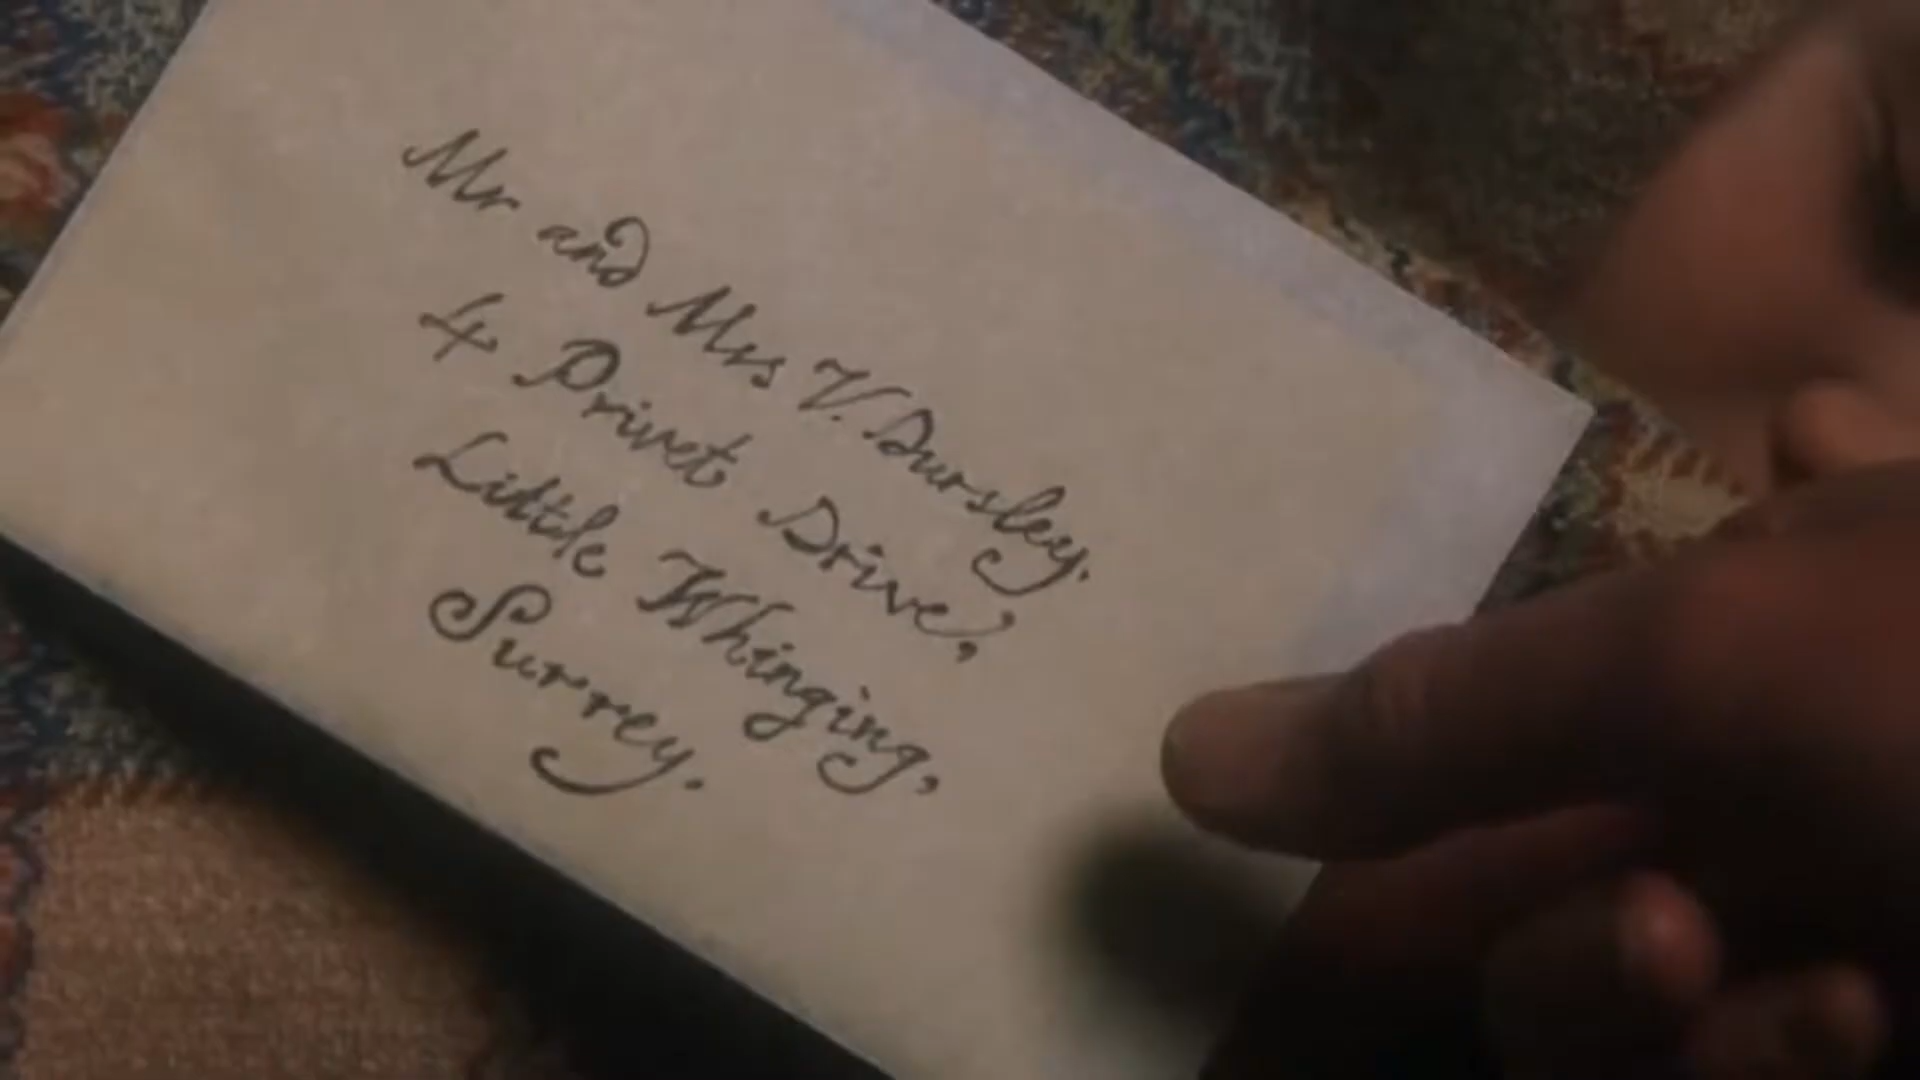 Mr and Mrs V. Dursley.
4 Privet Drive,
Little Whinging,
Surrey.